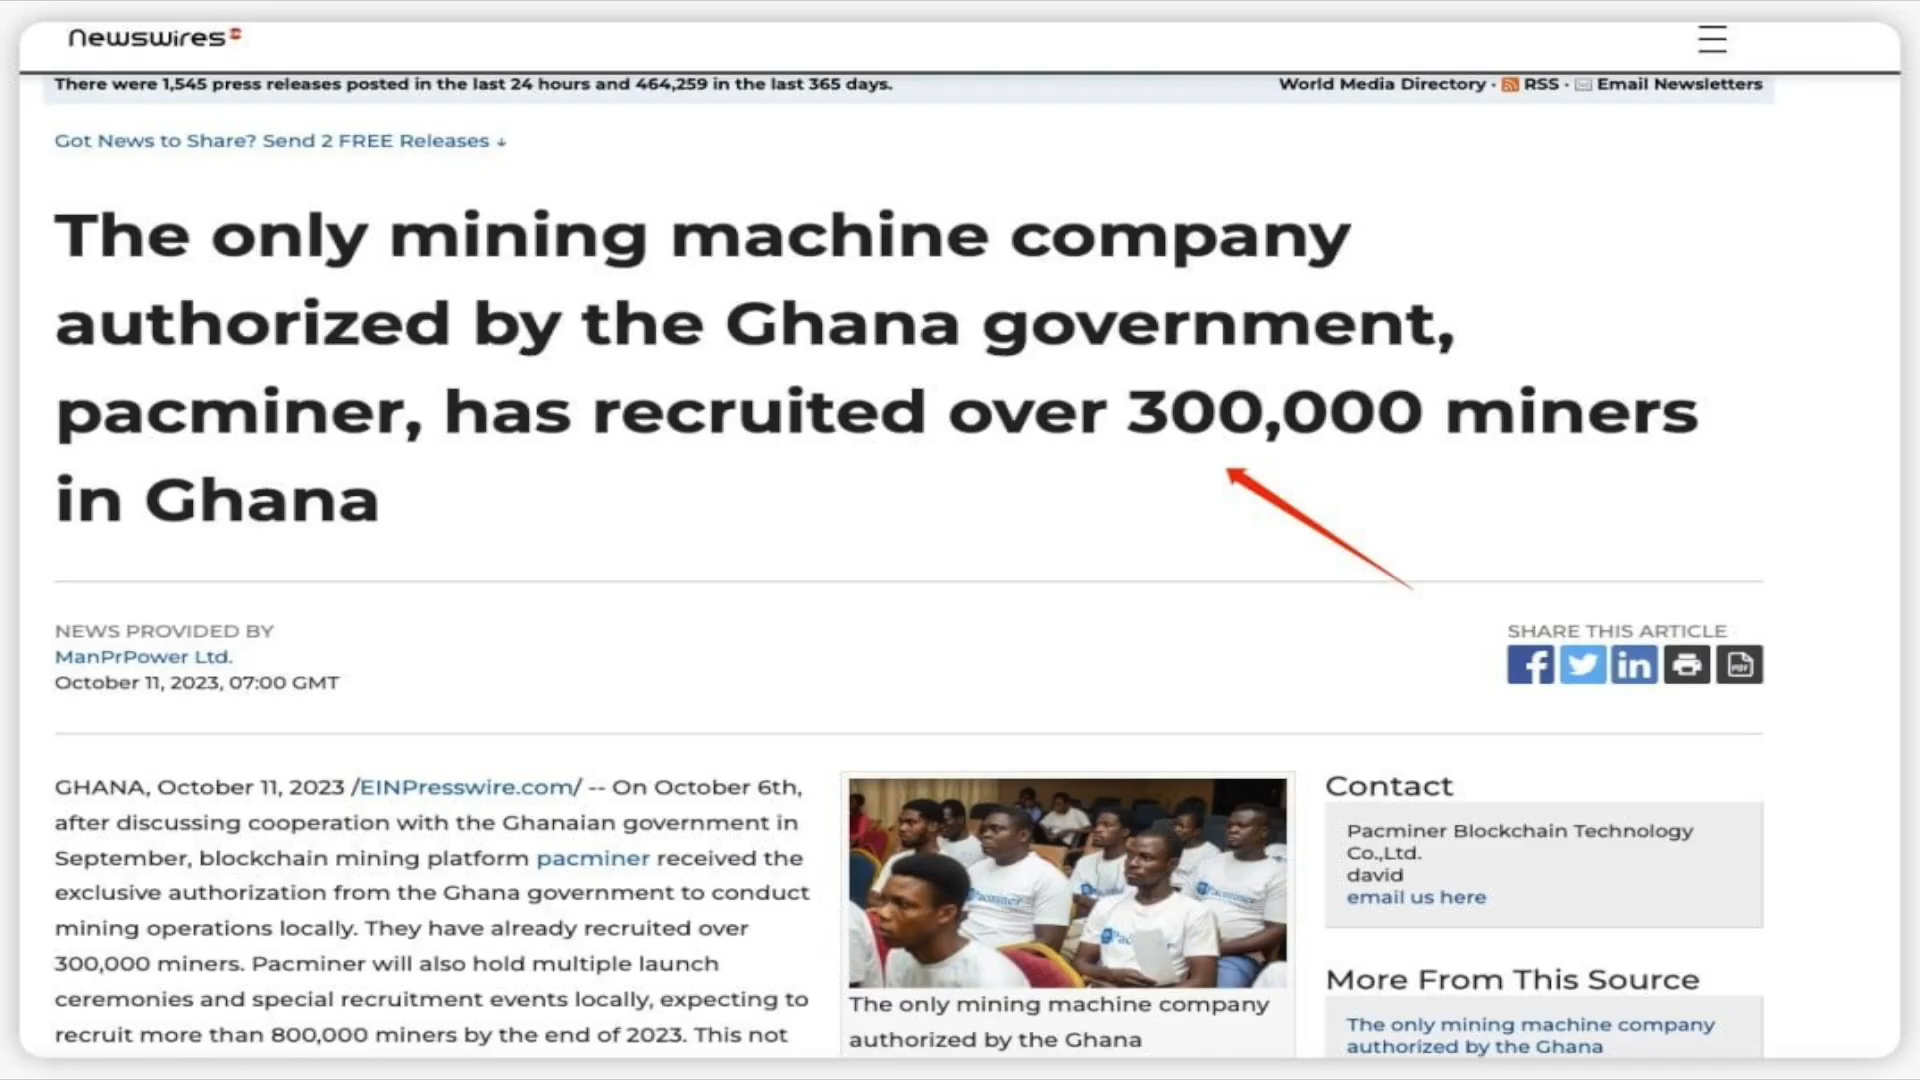 newswires
There were 1,545 press releases posted in the last 24 hours and 464,259 in the last 365 days.
World Media Directory · RSS · Email Newsletters
Got News to Share? Send 2 FREE Releases ↓
The only mining machine company
authorized by the Ghana government,
pacminer, has recruited over 300,000 miners
in Ghana
NEWS PROVIDED BY
ManPrPower Ltd.
October 11, 2023, 07:00 GMT
SHARE THIS ARTICLE
GHANA, October 11, 2023 /EINPresswire.com/ -- On October 6th,
after discussing cooperation with the Ghanaian government in
September, blockchain mining platform pacminer received the
exclusive authorization from the Ghana government to conduct
mining operations locally. They have already recruited over
300,000 miners. Pacminer will also hold multiple launch
ceremonies and special recruitment events locally, expecting to
recruit more than 800,000 miners by the end of 2023. This not
Pacminer
Pacminer
The only mining machine company
authorized by the Ghana
Contact
Pacminer Blockchain Technology
Co.,Ltd.
david
email us here
More From This Source
The only mining machine company
authorized by the Ghana